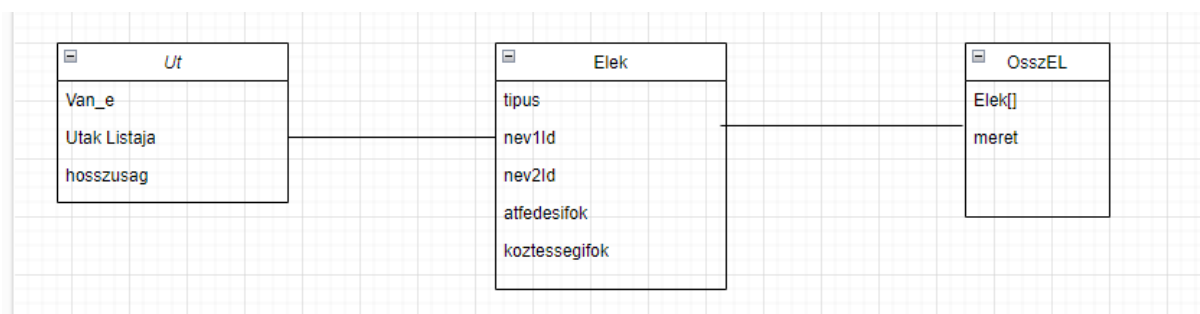 Ut
Van_e
Utak Listaja
hosszusag
Elek
tipus
nev1Id
nev2Id
atfedesifok
koztessegifok
OsszEL
Elek[]
meret